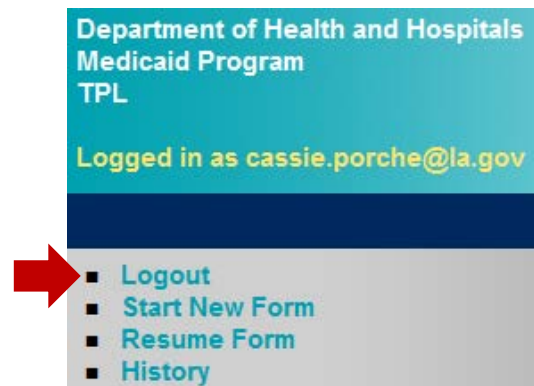 Department of Health and Hospitals
Medicaid Program
TPL
Logged in as cassie.porche@la.gov
Logout
Start New Form
Resume Form
History